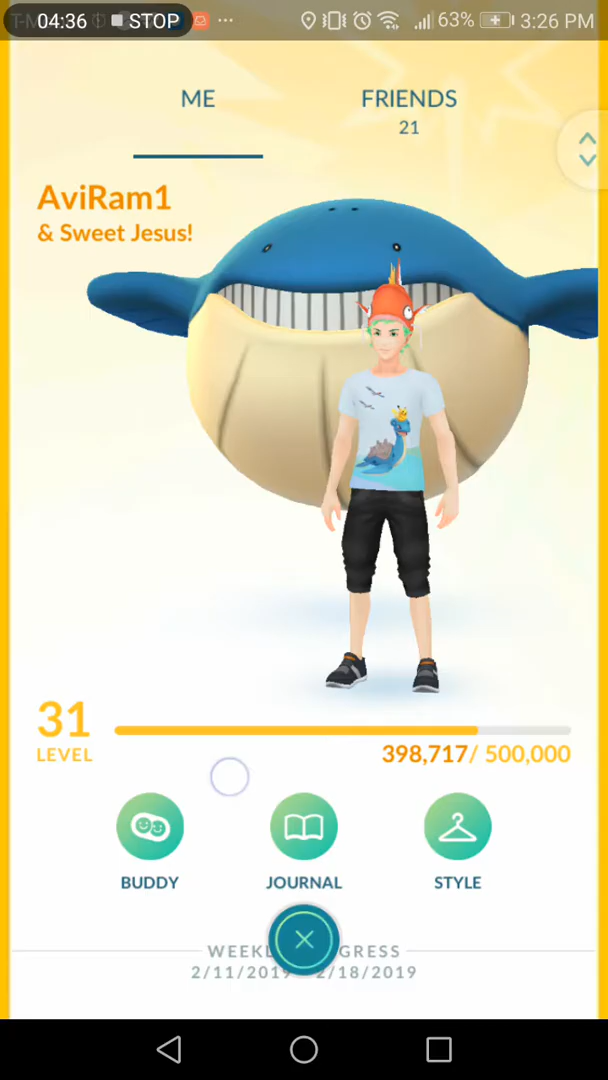 04:36 STOP ... 63% 3:26 PM
ME
FRIENDS
21
AviRam1
& Sweet Jesus!
31
LEVEL
398,717/ 500,000
BUDDY
JOURNAL
STYLE
2/11/2019 2/18/2019